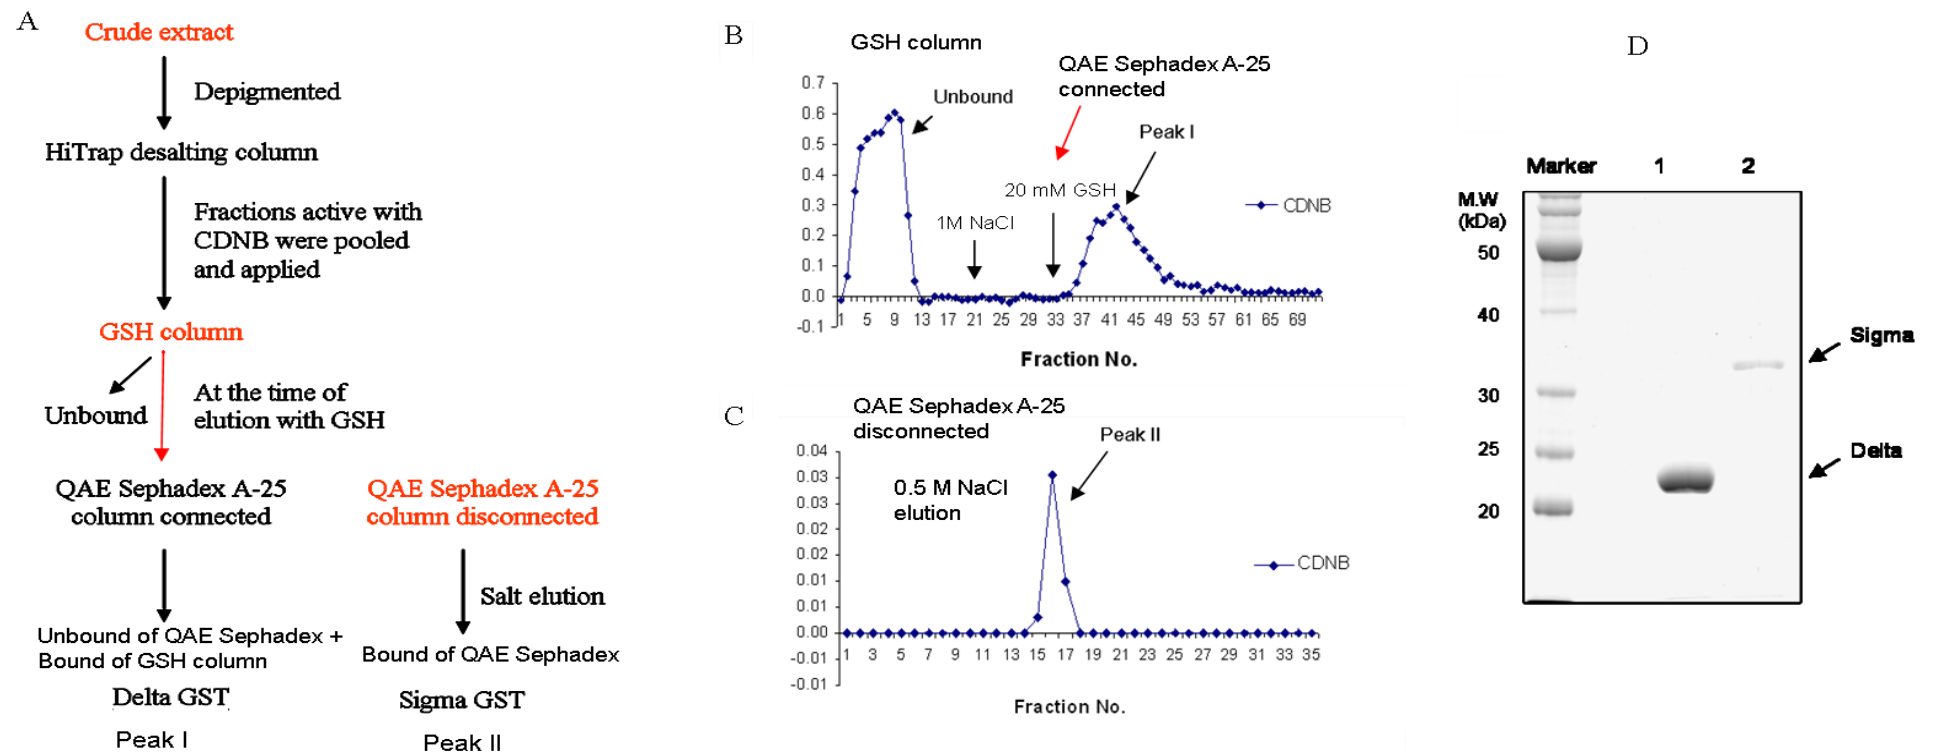 A
Crude extract
Depigmented
HiTrap desalting column
Fractions active with
CDNB were pooled
and applied
GSH column
At the time of
elution with GSH
Unbound
QAE Sephadex A-25
column connected
QAE Sephadex A-25
column disconnected
Salt elution
Unbound of QAE Sephadex +
Bound of GSH column
Bound of QAE Sephadex
Delta GST
Sigma GST
Peak I
Peak II
B
GSH column
QAE Sephadex A-25
connected
Unbound
Peak I
20 mM GSH
1M NaCl
CDNB
0.7
0.6
0.5
0.4
0.3
0.2
0.1
0.0
-0.1
1 5 9 13 17 21 25 29 33 37 41 45 49 53 57 61 65 69
Fraction No.
C
QAE Sephadex A-25
disconnected
Peak II
0.5 M NaCl
elution
CDNB
0.04
0.03
0.03
0.02
0.02
0.01
0.01
0.00
-0.01
-0.01
1 3 5 7 9 11 13 15 17 19 21 23 25 27 29 31 33 35
Fraction No.
D
Marker 1 2
M.W
(kDa)
50
40
30
25
20
Sigma
Delta